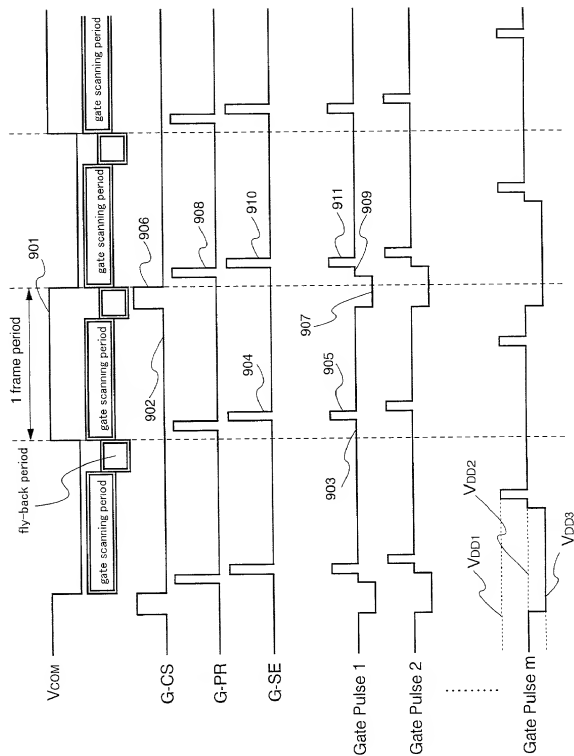 1 frame period
901
fly-back period
VCOM
gate scanning period
gate scanning period
gate scanning period
gate scanning period
902
906
G-CS
908
G-PR
904
910
G-SE
903
905
907
911
909
Gate Pulse 1
Gate Pulse 2
VDD1
VDD2
VDD3
Gate Pulse m